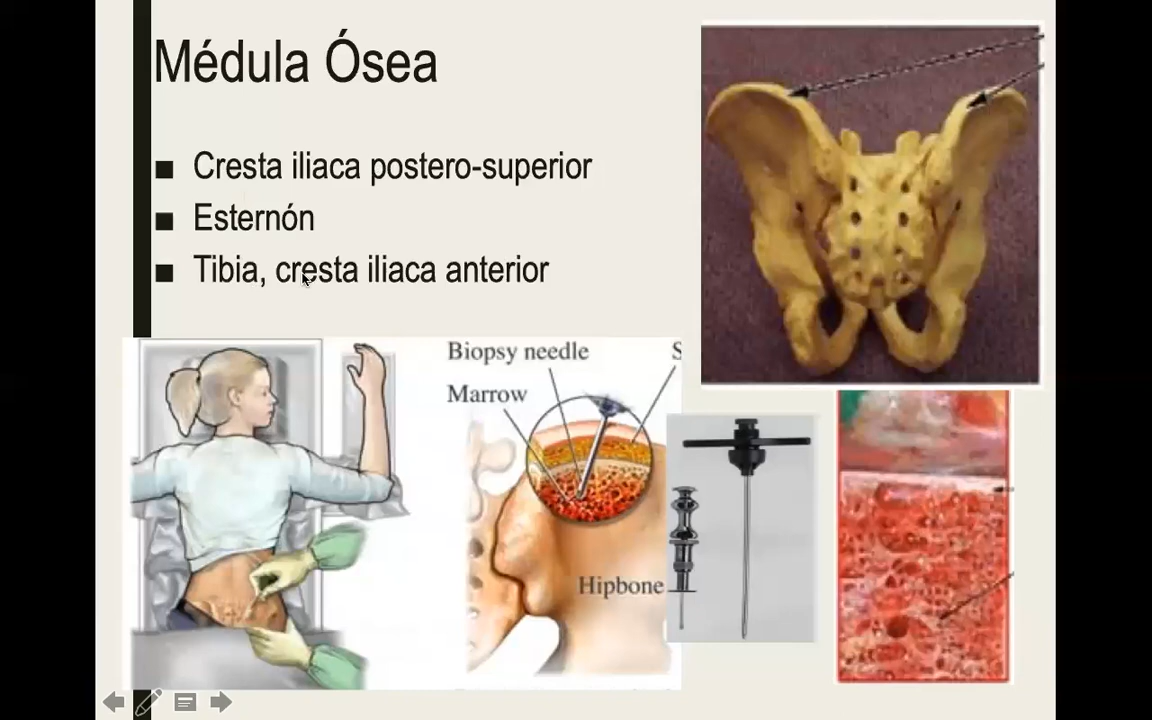 Médula Ósea
■ Cresta iliaca postero-superior
■ Esternón
■ Tibia, cresta iliaca anterior
Biopsy needle
S
Marrow
Hipbone